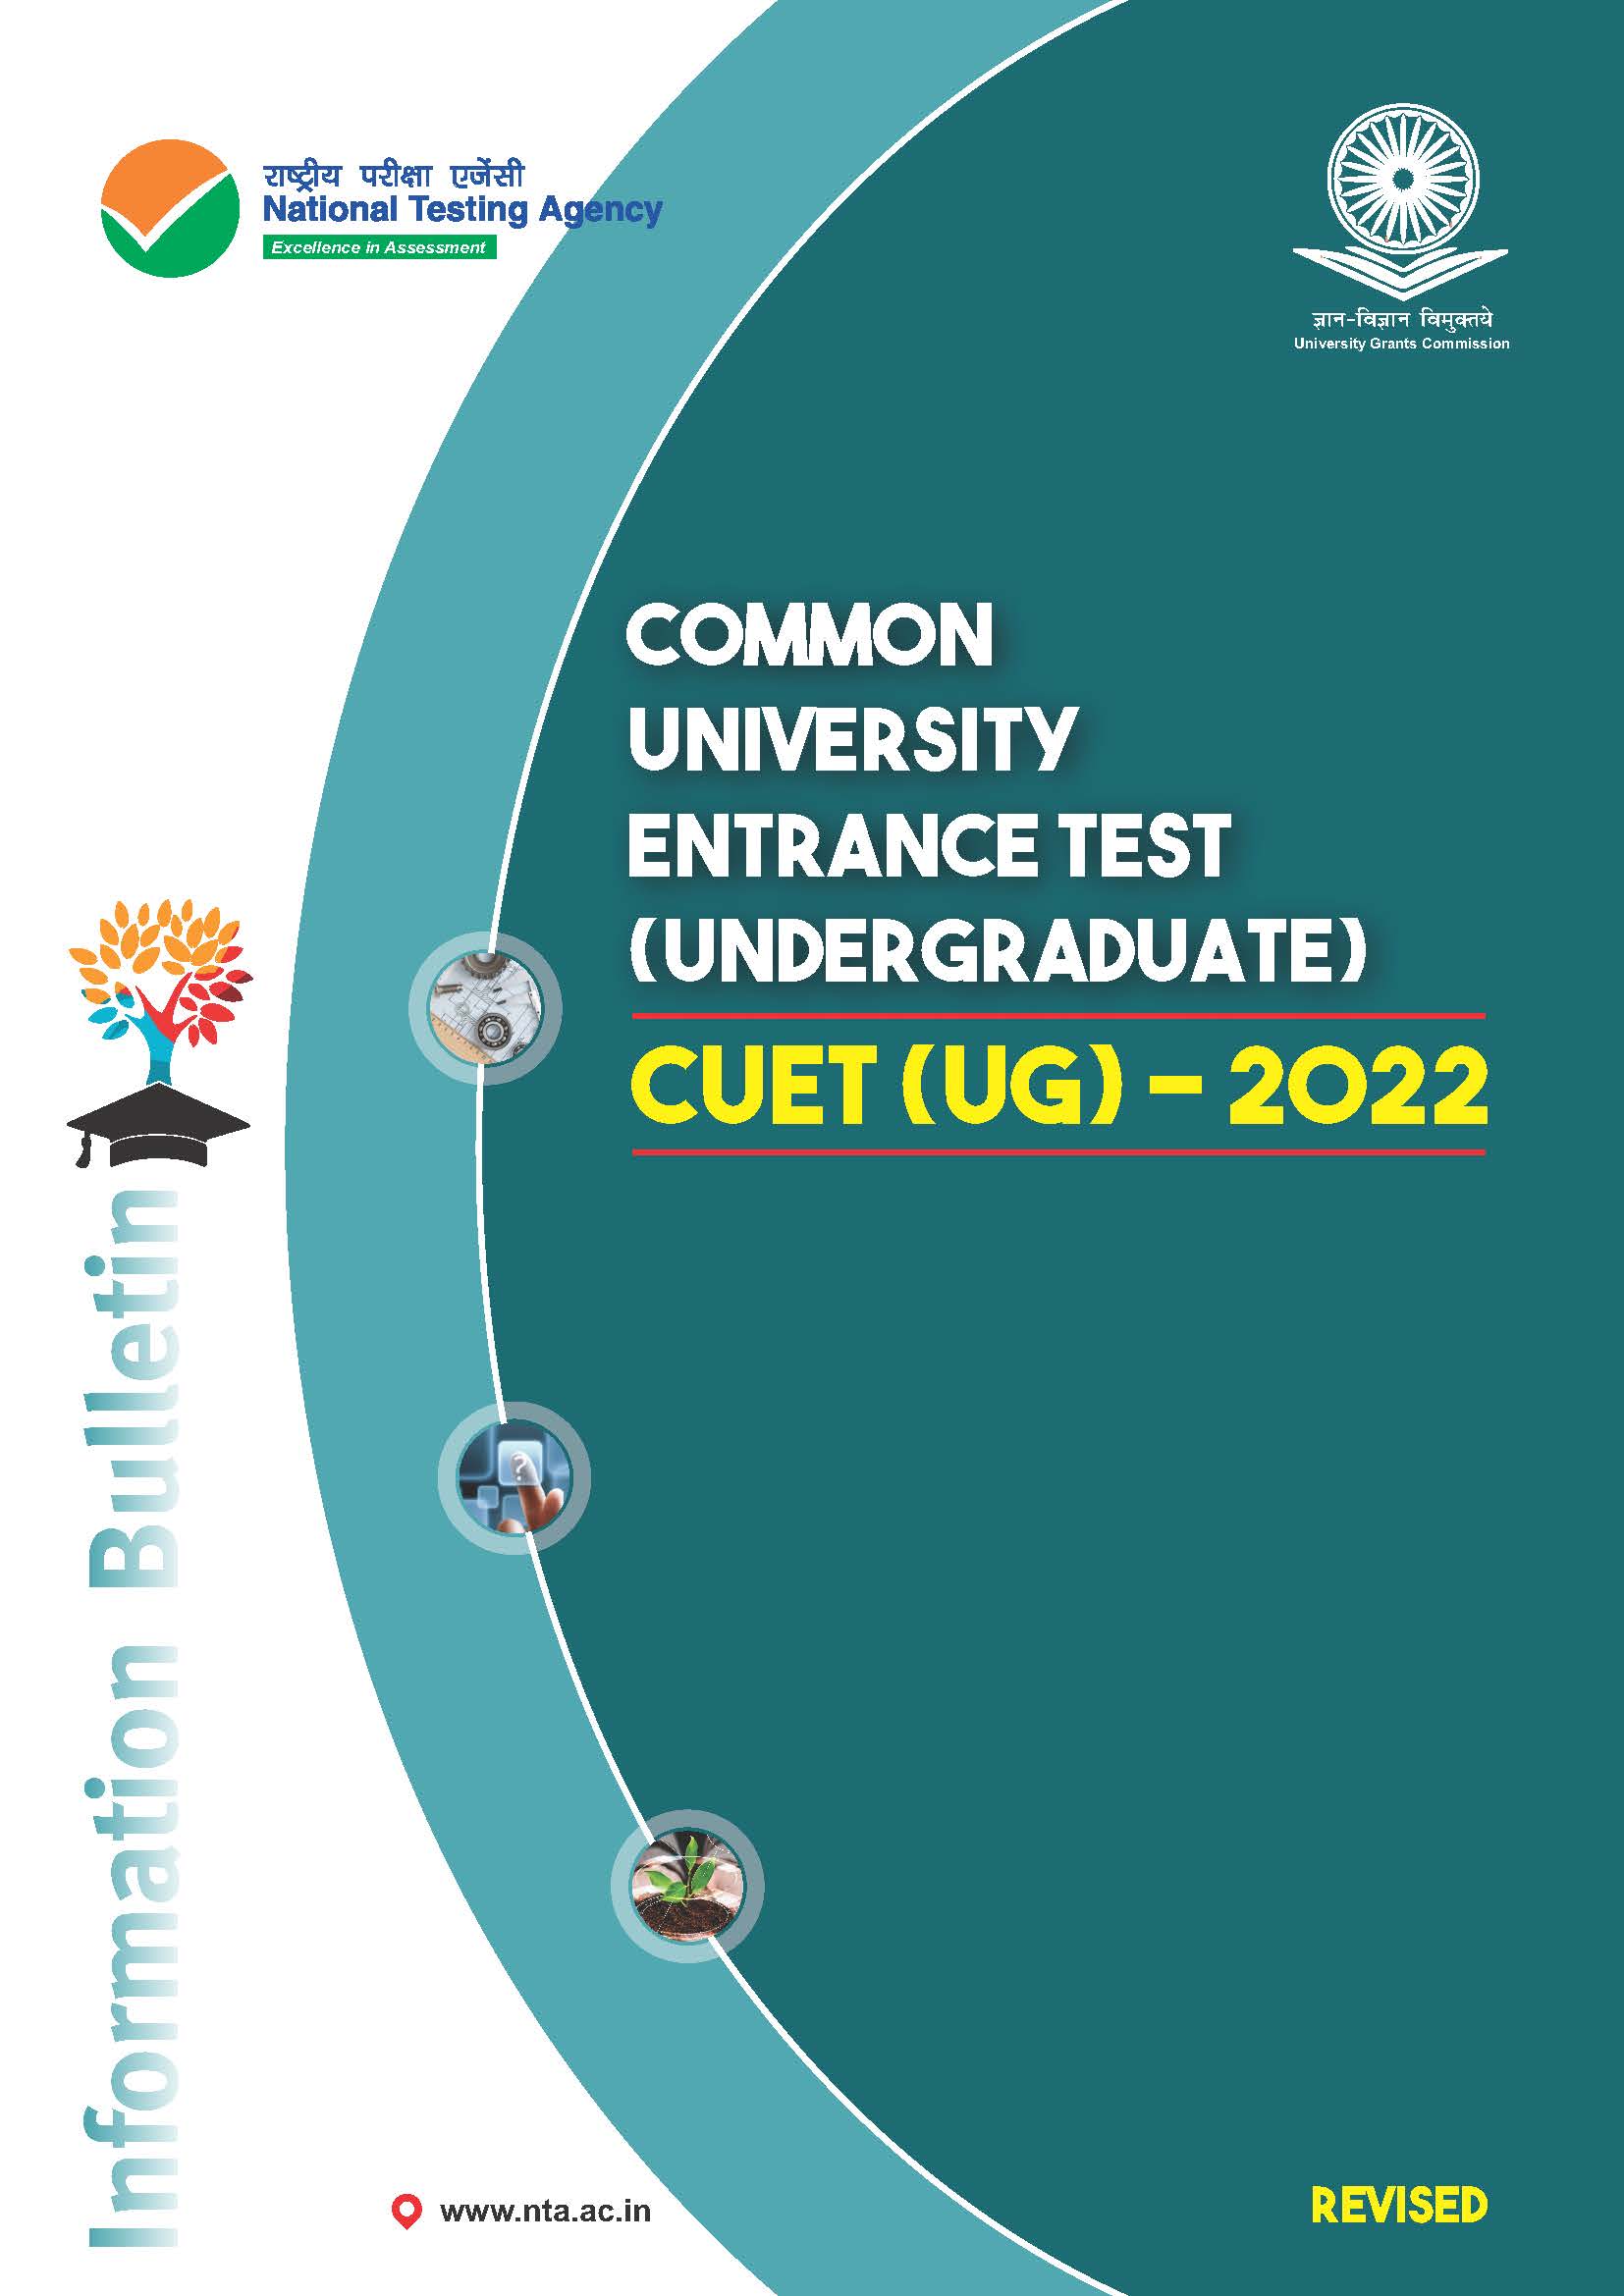 राष्ट्रीय परीक्षा एजेंसी
National Testing Agency
Excellence in Assessment
ज्ञान-विज्ञान विमुक्तये
University Grants Commission
COMMON
UNIVERSITY
ENTRANCE TEST
(UNDERGRADUATE)
CUET (UG) – 2022
Information Bulletin
www.nta.ac.in
REVISED